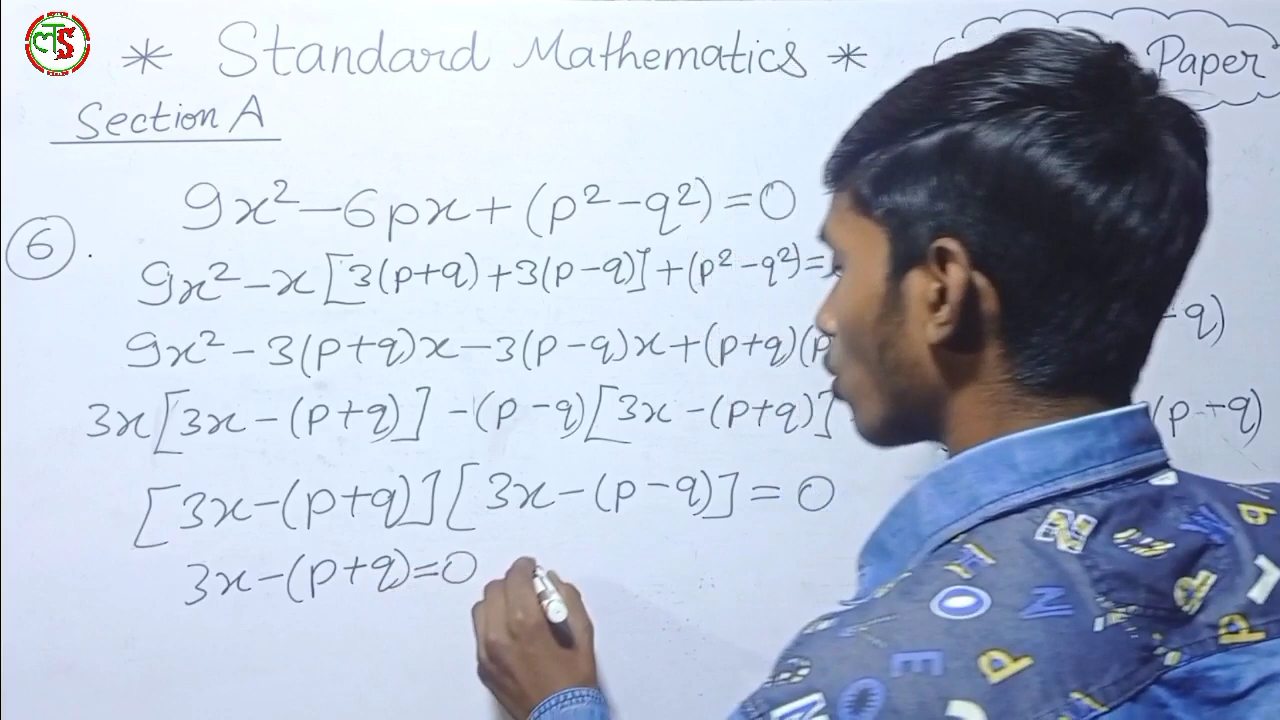 लS
* Standard Mathematics *
Paper
Section A
6.
9x² − 6px + (p² − q²) = 0
9x² − x [3(p+q) + 3(p−q)] + (p² − q²) =
9x² − 3(p+q)x − 3(p−q)x + (p+q)(p q)
3x[3x − (p+q)] − (p−q)[3x − (p+q)] (p q)
[3x − (p+q)] [3x − (p−q)] = 0
3x − (p+q) = 0